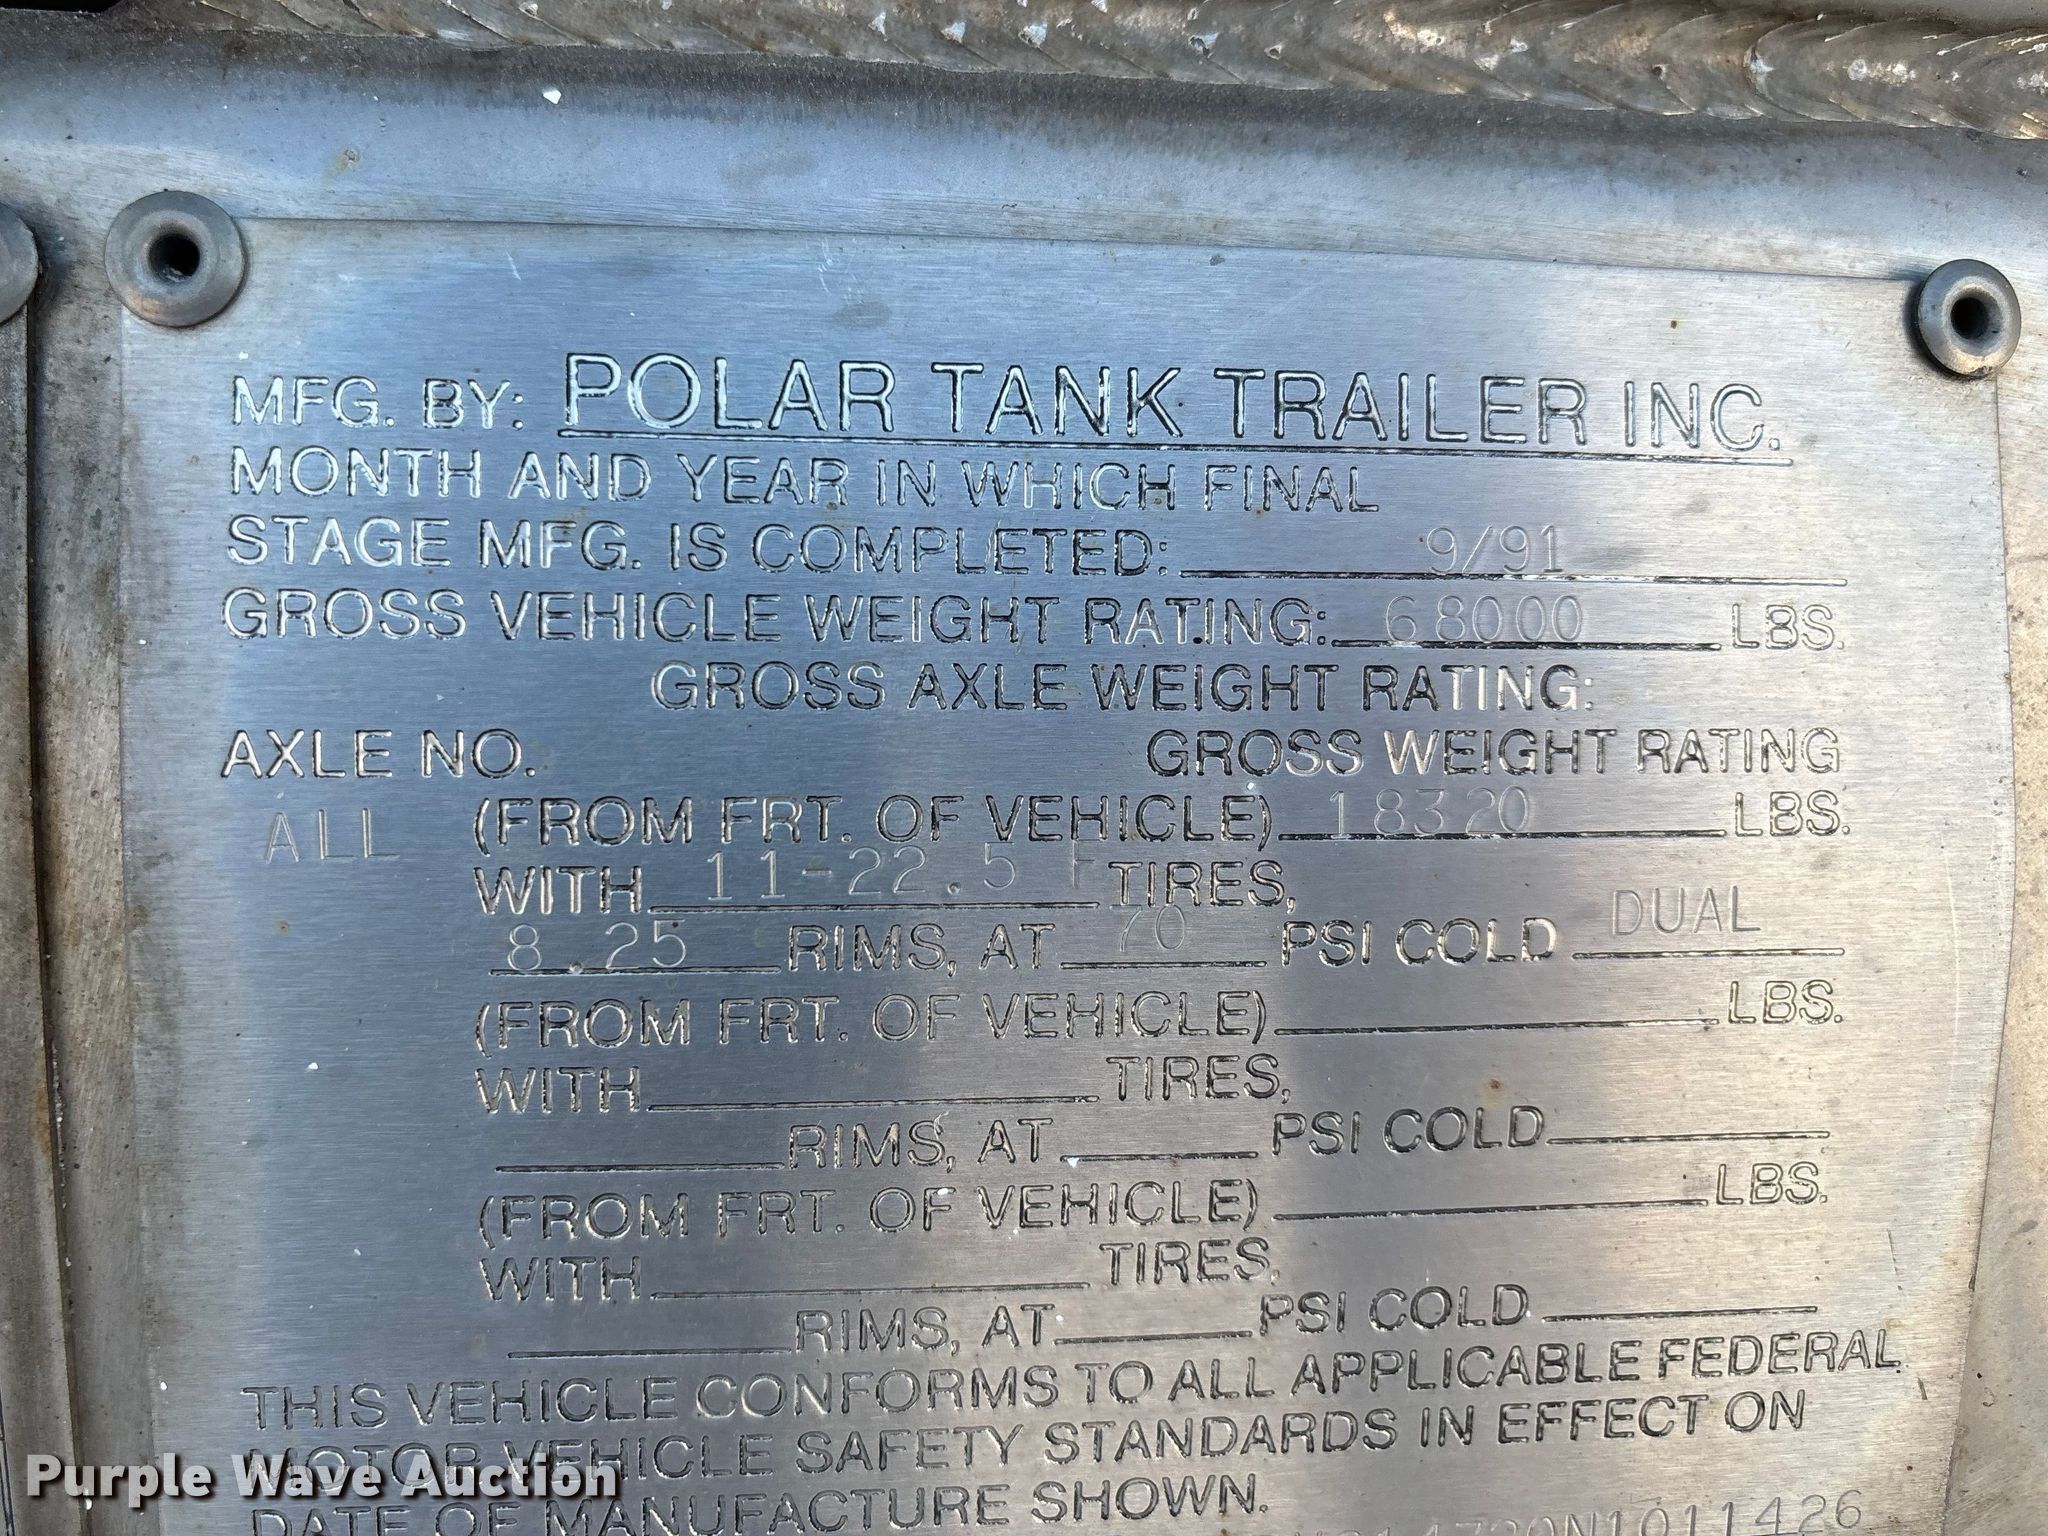 MFG. BY: POLAR TANK TRAILER INC.
MONTH AND YEAR IN WHICH FINAL
STAGE MFG. IS COMPLETED: 9/91
GROSS VEHICLE WEIGHT RATING: 68000 LBS.
GROSS AXLE WEIGHT RATING:
AXLE NO. GROSS WEIGHT RATING
ALL (FROM FRT. OF VEHICLE) 18320 LBS.
WITH 11-22.5 F TIRES,
8.25 RIMS, AT 70 PSI COLD DUAL
(FROM FRT. OF VEHICLE) LBS.
WITH TIRES,
RIMS, AT PSI COLD
(FROM FRT. OF VEHICLE) LBS.
WITH TIRES,
RIMS, AT PSI COLD
THIS VEHICLE CONFORMS TO ALL APPLICABLE FEDERAL
MOTOR VEHICLE SAFETY STANDARDS IN EFFECT ON
DATE OF MANUFACTURE SHOWN.
Purple Wave Auction